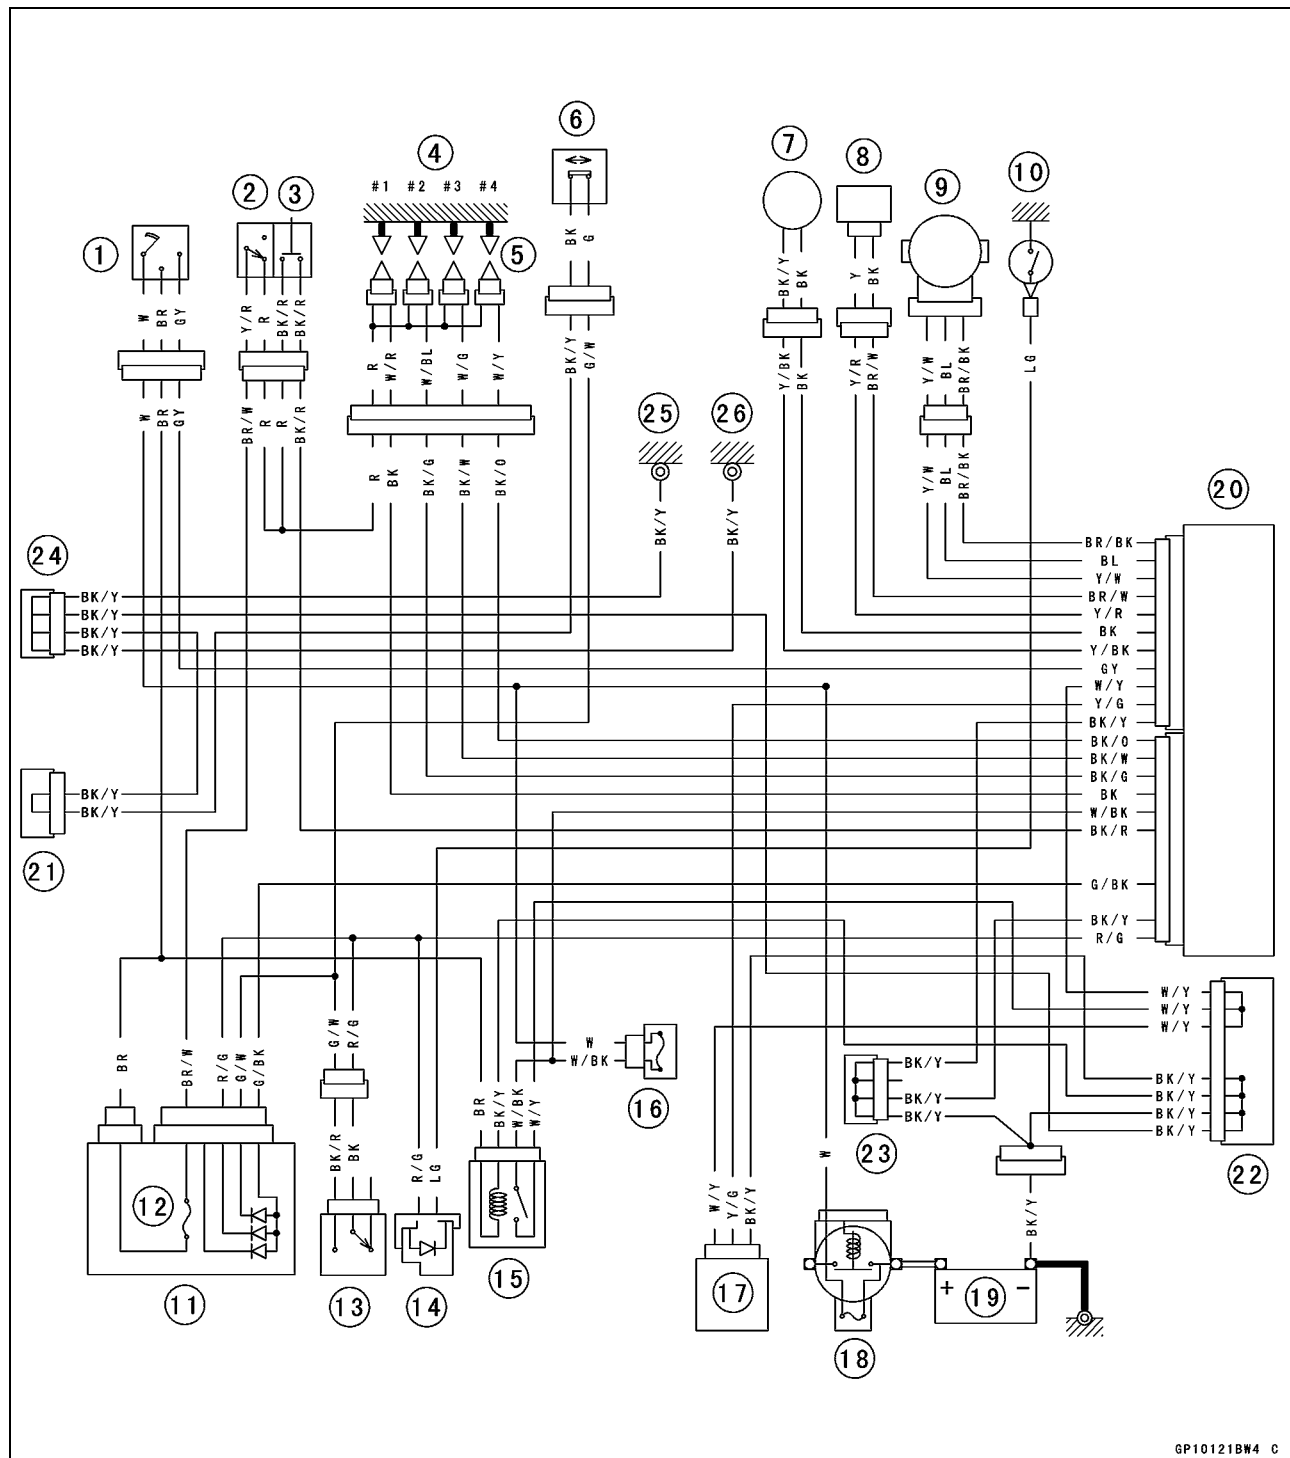 6
7
8
4
9
10
2
3
#1 #2 #3 #4
1
5
BK G
BK/Y BK
Y BK
W BR GY
Y/R R BK/R BK/R
BK/Y G/W
R W/R W/BL W/G W/Y
Y/BK BK
Y/R BR/W
Y/W BL BR/BK
LG
W BR GY
BR/W R R BK/R
25
26
R BK BK/G BK/W BK/O
Y/W BL BR/BK
20
BK/Y
BK/Y
24
BR/BK
BL
Y/W
BR/W
Y/R
BK
Y/BK
GY
W/Y
Y/G
BK/Y
BK/O
BK/W
BK/G
BK
W/BK
BK/R
G/BK
BK/Y
R/G
BK/Y
BK/Y
BK/Y
BK/Y
BK/Y
BK/Y
21
W/Y
W/Y
W/Y
BK/Y
BK/Y
BK/Y
BK/Y
22
BR BR/W R/G G/W G/BK
G/W R/G
W
W/BK
16
BR BK/Y W/BK W/Y
BK/Y
BK/Y
BK/Y
23
BK/R BK
R/G LG
W/Y Y/G BK/Y
W
BK/Y
12
11
13
14
15
17
18
+ 19 −
GP10121BW4 C